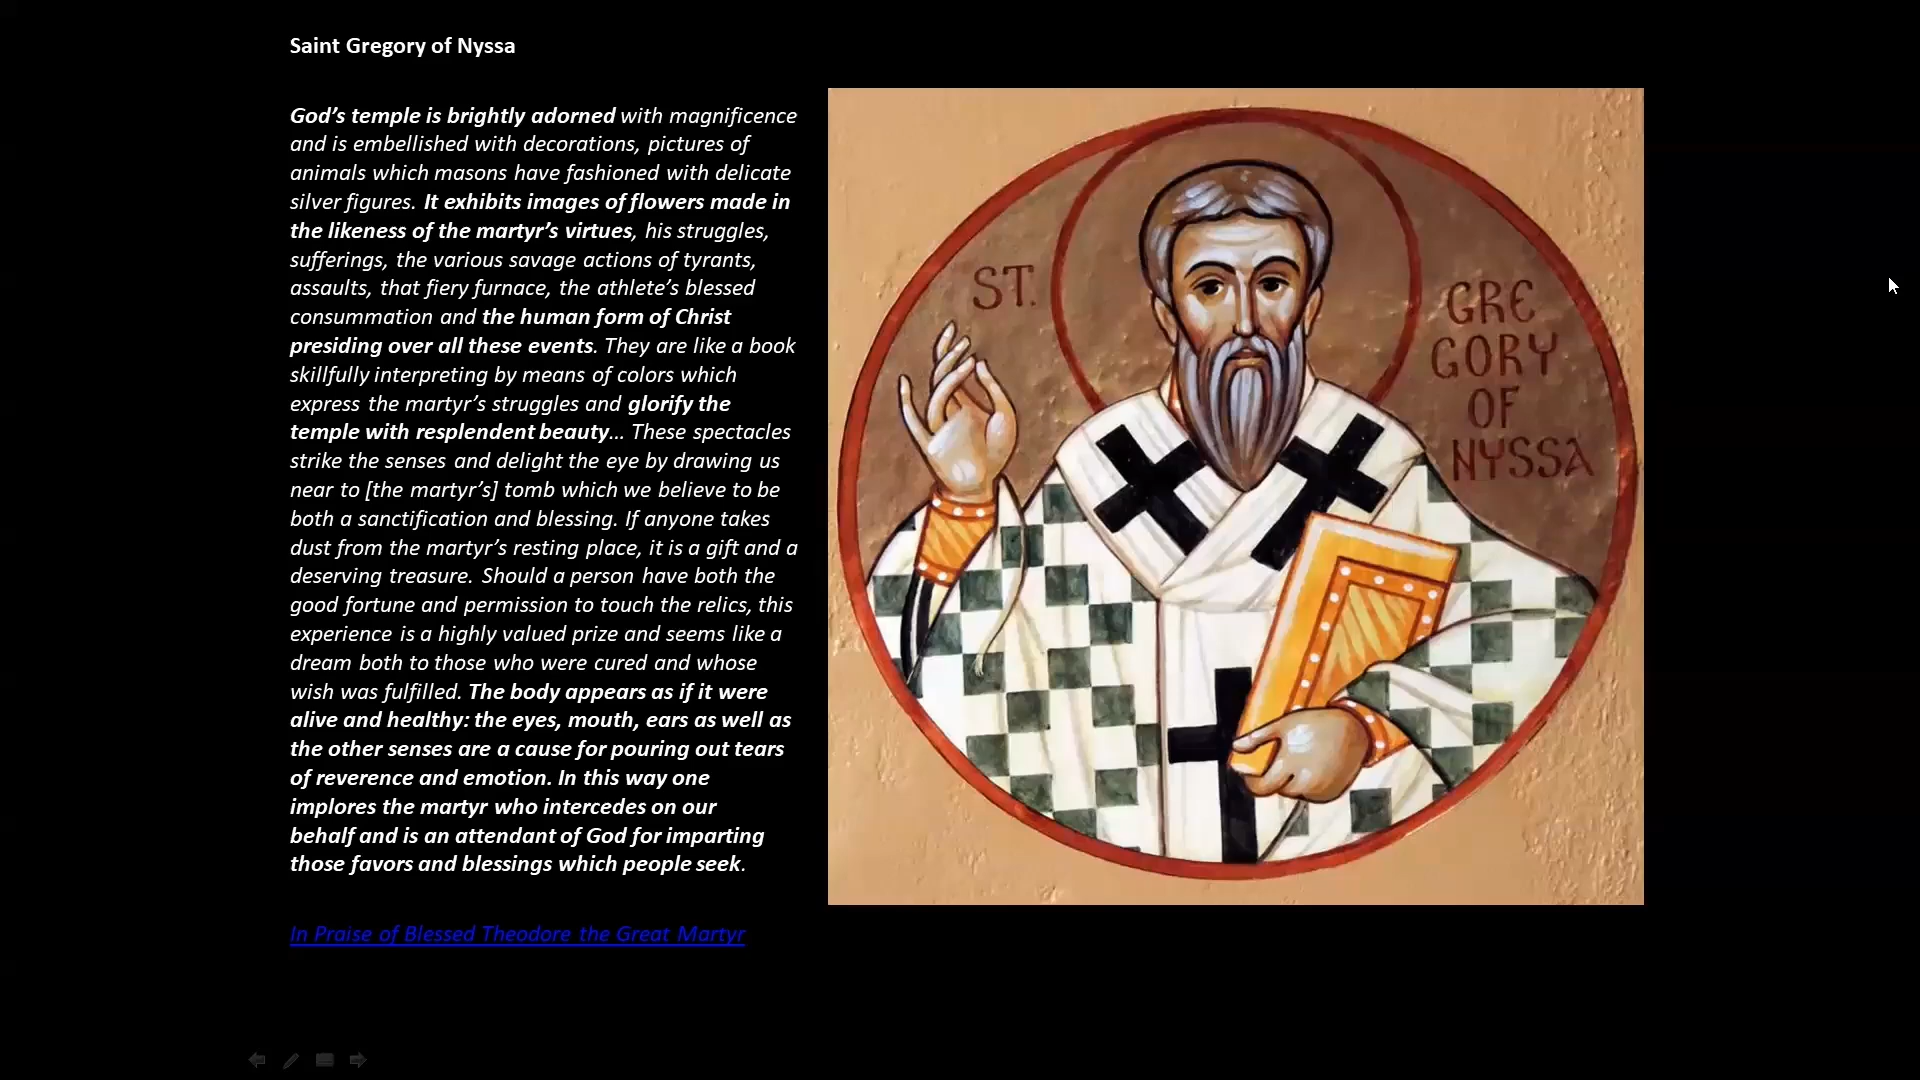 Saint Gregory of Nyssa
God’s temple is brightly adorned with magnificence
and is embellished with decorations, pictures of
animals which masons have fashioned with delicate
silver figures. It exhibits images of flowers made in
the likeness of the martyr’s virtues, his struggles,
sufferings, the various savage actions of tyrants,
assaults, that fiery furnace, the athlete’s blessed
consummation and the human form of Christ
presiding over all these events. They are like a book
skillfully interpreting by means of colors which
express the martyr’s struggles and glorify the
temple with resplendent beauty… These spectacles
strike the senses and delight the eye by drawing us
near to [the martyr’s] tomb which we believe to be
both a sanctification and blessing. If anyone takes
dust from the martyr’s resting place, it is a gift and a
deserving treasure. Should a person have both the
good fortune and permission to touch the relics, this
experience is a highly valued prize and seems like a
dream both to those who were cured and whose
wish was fulfilled. The body appears as if it were
alive and healthy: the eyes, mouth, ears as well as
the other senses are a cause for pouring out tears
of reverence and emotion. In this way one
implores the martyr who intercedes on our
behalf and is an attendant of God for imparting
those favors and blessings which people seek.
In Praise of Blessed Theodore the Great Martyr
ST.
GRE
GORY
OF
NYSSA